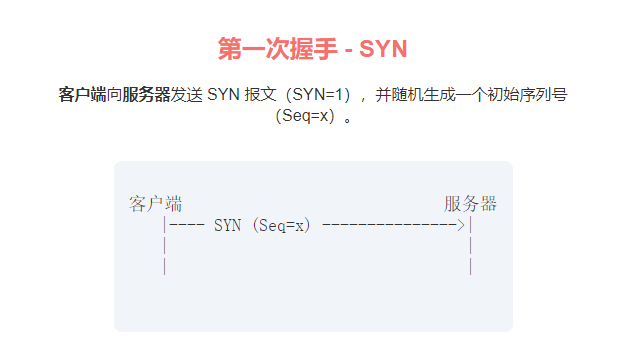 第一次握手 - SYN
客户端向服务器发送 SYN 报文（SYN=1），并随机生成一个初始序列号
（Seq=x）。
客户端 服务器
|---- SYN (Seq=x) --------------->|
| |
| |